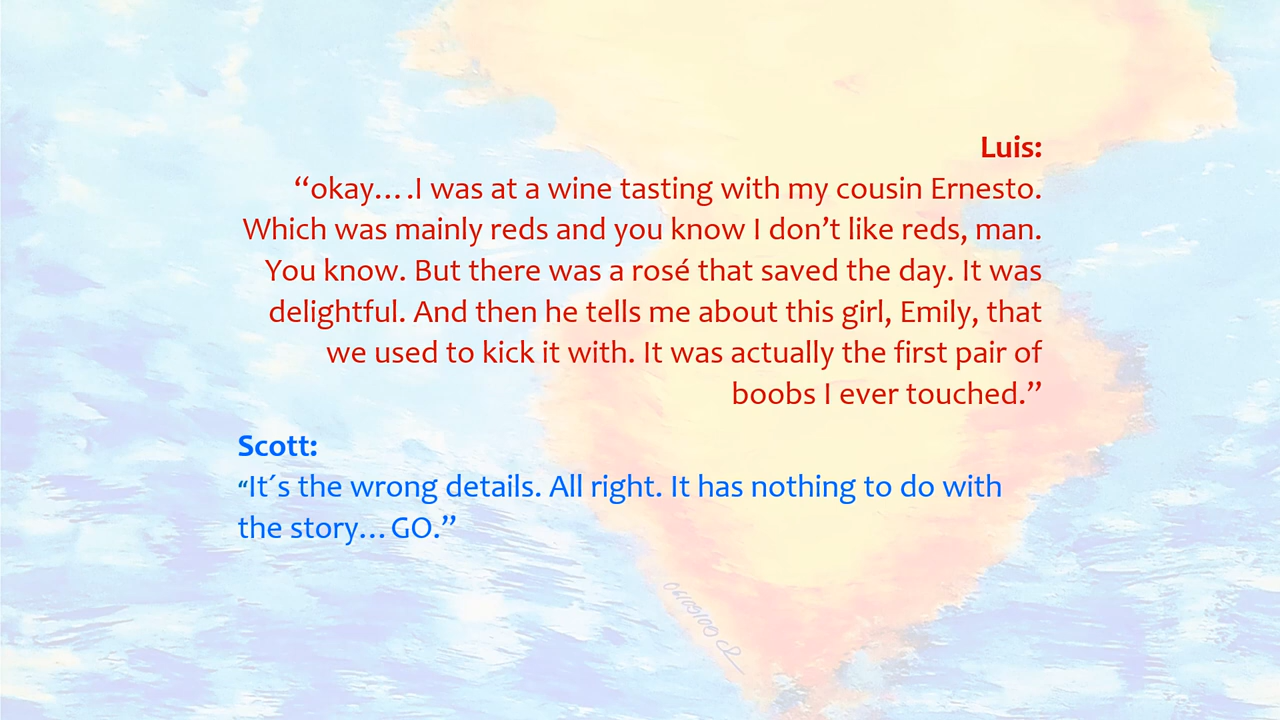 Luis:
“okay….I was at a wine tasting with my cousin Ernesto.
Which was mainly reds and you know I don’t like reds, man.
You know. But there was a rosé that saved the day. It was
delightful. And then he tells me about this girl, Emily, that
we used to kick it with. It was actually the first pair of
boobs I ever touched.”
Scott:
“It´s the wrong details. All right. It has nothing to do with
the story…GO.”